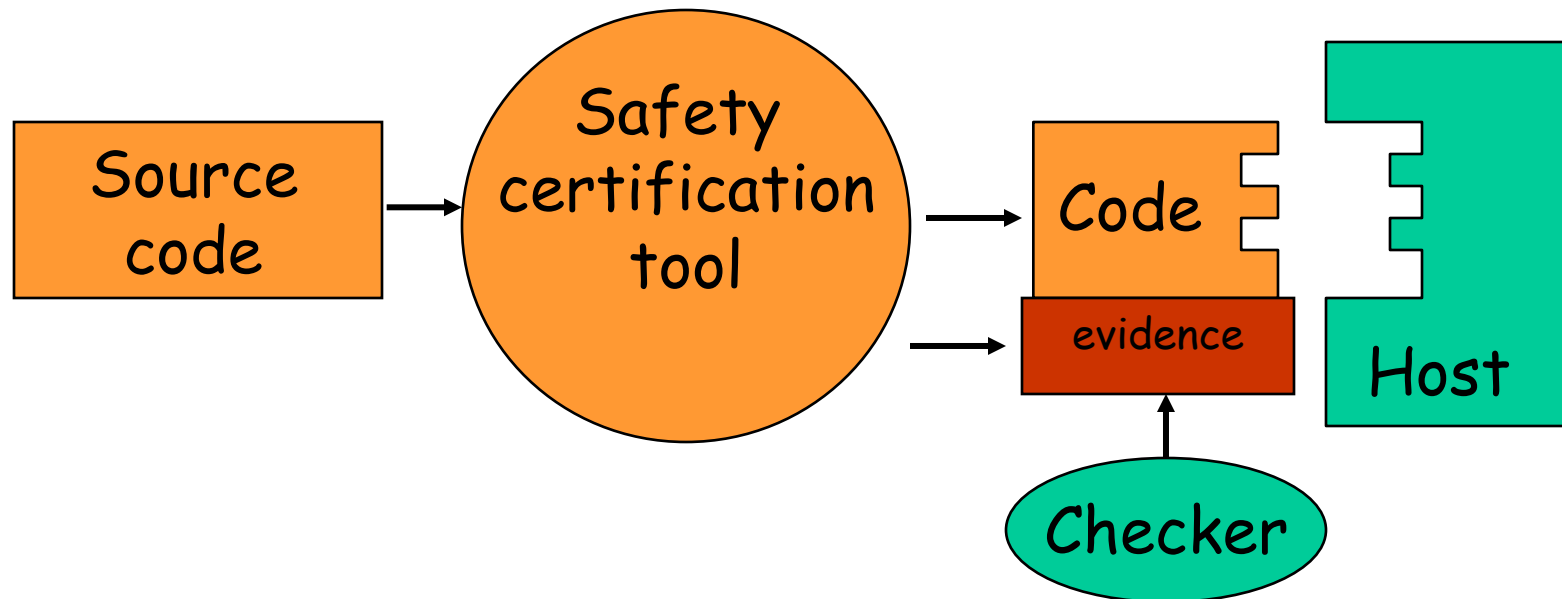 Source
code
Safety
certification
tool
Code
evidence
Host
Checker